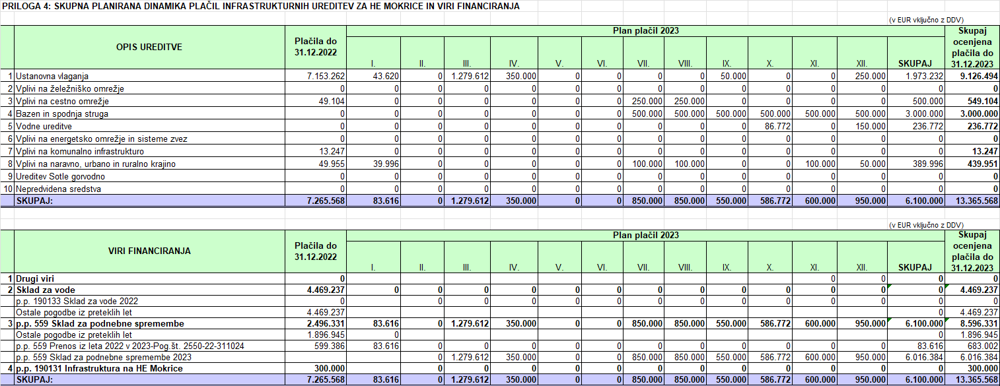 PRILOGA 4: SKUPNA PLANIRANA DINAMIKA PLAČIL INFRASTRUKTURNIH UREDITEV ZA HE MOKRICE IN VIRI FINANCIRANJA
(v EUR vključno z DDV)
OPIS UREDITVE Plačila do 31.12.2022 Plan plačil 2023 Skupaj ocenjena plačila do 31.12.2023
I. II. III. IV. V. VI. VII. VIII. IX. X. XI. XII. SKUPAJ
1 Ustanovna vlaganja 7.153.262 43.620 0 1.279.612 350.000 0 0 0 0 50.000 0 0 250.000 1.973.232 9.126.494
2 Vplivi na železniško omrežje 0 0 0 0 0 0 0 0 0 0 0 0 0 0 0
3 Vplivi na cestno omrežje 49.104 0 0 0 0 0 0 250.000 250.000 0 0 0 0 500.000 549.104
4 Bazen in spodnja struga 0 0 0 0 0 0 0 500.000 500.000 500.000 500.000 500.000 500.000 3.000.000 3.000.000
5 Vodne ureditve 0 0 0 0 0 0 0 0 0 0 86.772 0 150.000 236.772 236.772
6 Vplivi na energetsko omrežje in sisteme zvez 0 0 0 0 0 0 0 0 0 0 0 0 0 0 0
7 Vplivi na komunalno infrastrukturo 13.247 0 0 0 0 0 0 0 0 0 0 0 0 0 13.247
8 Vplivi na naravno, urbano in ruralno krajino 49.955 39.996 0 0 0 0 0 100.000 100.000 0 0 100.000 50.000 389.996 439.951
9 Ureditev Sotle gorvodno 0 0 0 0 0 0 0 0 0 0 0 0 0 0 0
10 Nepredvidena sredstva 0 0 0 0 0 0 0 0 0 0 0 0 0 0 0
SKUPAJ: 7.265.568 83.616 0 1.279.612 350.000 0 0 850.000 850.000 550.000 586.772 600.000 950.000 6.100.000 13.365.568
(v EUR vključno z DDV)
VIRI FINANCIRANJA Plačila do 31.12.2022 Plan plačil 2023 Skupaj ocenjena plačila do 31.12.2023
I. II. III. IV. V. VI. VII. VIII. IX. X. XI. XII. SKUPAJ
1 Drugi viri 0 0 0 0 0
2 Sklad za vode 4.469.237 0 0 0 0 0 0 0 0 0 0 0 0 0 4.469.237
p.p. 190133 Sklad za vode 2022 0 0 0 0 0 0 0 0 0 0 0 0 0 0 0
Ostale pogodbe iz preteklih let 4.469.237 0 4.469.237
3 p.p. 559 Sklad za podnebne spremembe 2.496.331 83.616 0 1.279.612 350.000 0 0 850.000 850.000 550.000 586.772 600.000 950.000 6.100.000 8.596.331
Ostale pogodbe iz preteklih let 1.896.945 0 0 1.896.945
p.p. 559 Prenos iz leta 2022 v 2023-Pog.št. 2550-22-311024 599.386 83.616 0 0 0 0 0 0 0 0 0 0 0 83.616 683.002
p.p. 559 Sklad za podnebne spremembe 2023 0 1.279.612 350.000 0 0 850.000 850.000 550.000 586.772 600.000 950.000 6.016.384 6.016.384
4 p.p. 190131 Infrastruktura na HE Mokrice 300.000 0 0 0 0 0 0 0 0 0 0 0 0 300.000
SKUPAJ: 7.265.568 83.616 0 1.279.612 350.000 0 0 850.000 850.000 550.000 586.772 600.000 950.000 6.100.000 13.365.568